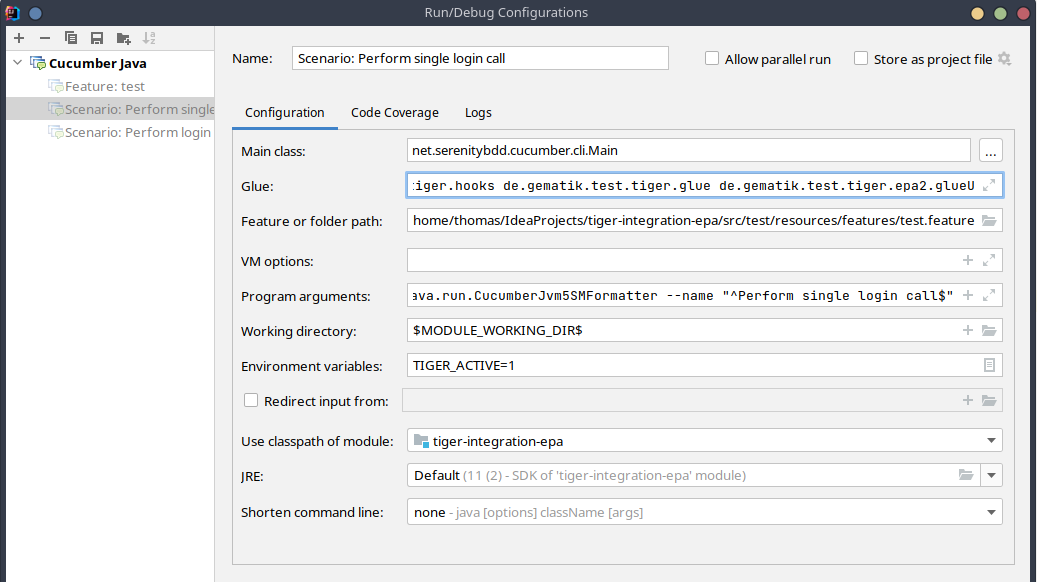 Run/Debug Configurations
Cucumber Java
Feature: test
Scenario: Perform single
Scenario: Perform login
Name:
Scenario: Perform single login call
Allow parallel run
Store as project file
Configuration
Code Coverage
Logs
Main class:
net.serenitybdd.cucumber.cli.Main
...
Glue:
tiger.hooks de.gematik.test.tiger.glue de.gematik.test.tiger.epa2.glueU
Feature or folder path:
home/thomas/IdeaProjects/tiger-integration-epa/src/test/resources/features/test.feature
VM options:
Program arguments:
ava.run.CucumberJvm5SMFormatter --name "^Perform single login call$"
Working directory:
$MODULE_WORKING_DIR$
Environment variables:
TIGER_ACTIVE=1
Redirect input from:
Use classpath of module:
tiger-integration-epa
JRE:
Default (11 (2) - SDK of 'tiger-integration-epa' module)
Shorten command line:
none - java [options] className [args]